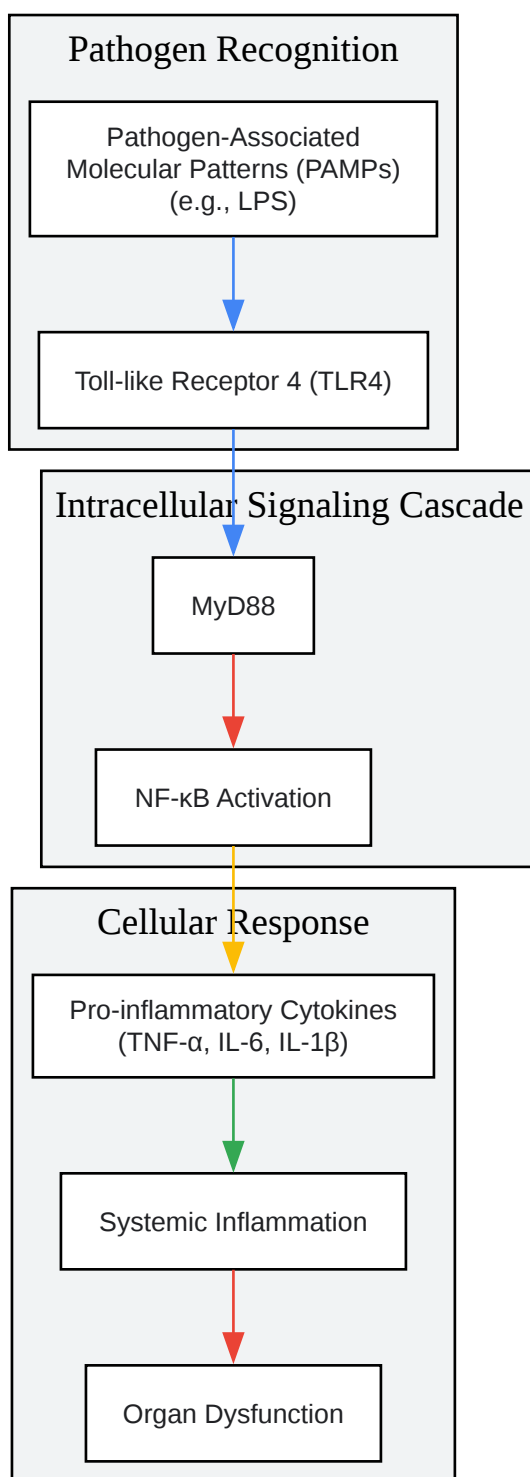 Pathogen Recognition
Pathogen-Associated
Molecular Patterns (PAMPs)
(e.g., LPS)
Toll-like Receptor 4 (TLR4)
Intracellular Signaling Cascade
MyD88
NF-κB Activation
Cellular Response
Pro-inflammatory Cytokines
(TNF-α, IL-6, IL-1β)
Systemic Inflammation
Organ Dysfunction